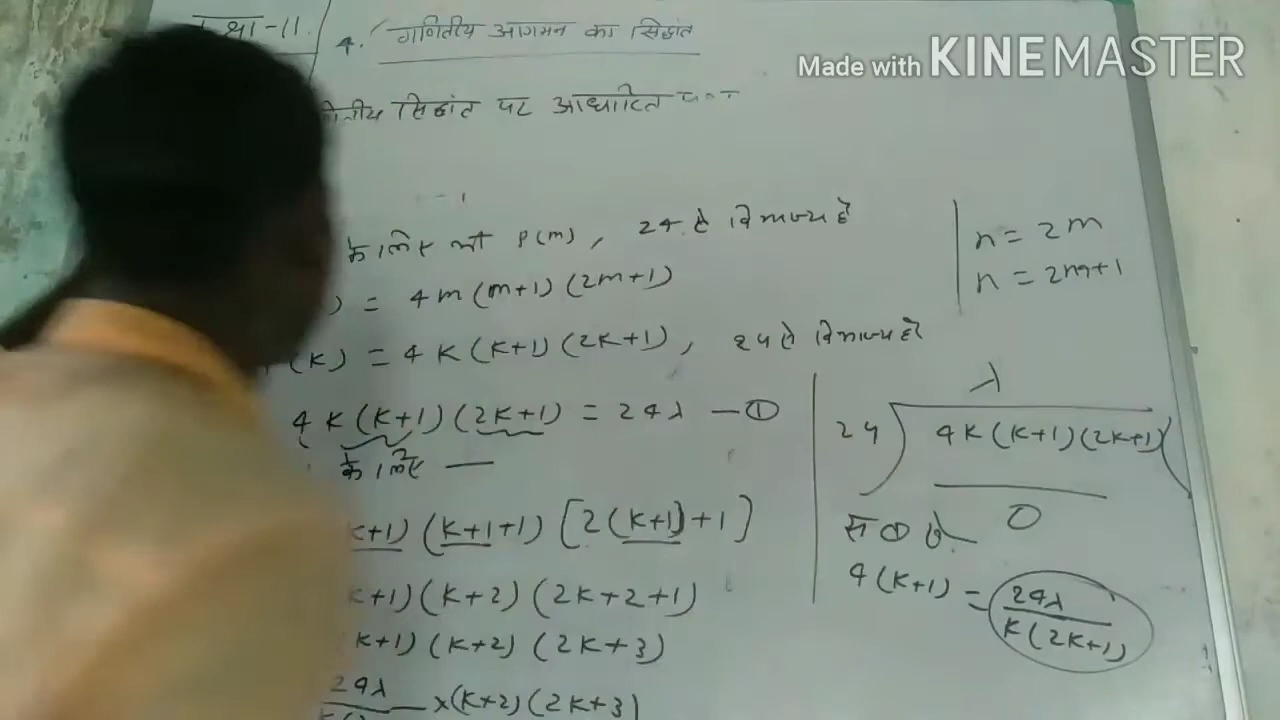 कक्षा-11
4. गणितीय आगमन का सिद्धांत
Made with KINEMASTER
सिद्धांत पर आधारित
के लिए P(m), 24 से विभाज्य है
) = 4m(m+1)(2m+1)
(k) = 4k(k+1)(2k+1), 24 से विभाज्य है
4k(k+1)(2k+1) = 24λ —①
के लिए —
k+1)(k+1+1)[2(k+1)+1]
k+1)(k+2)(2k+2+1)
k+1)(k+2)(2k+3)
24λ
×(k+2)(2k+3)
n = 2m
n = 2m+1
λ
24) 4k(k+1)(2k+1)(
0
स ① से
4(k+1) = 24λ
k(2k+1)